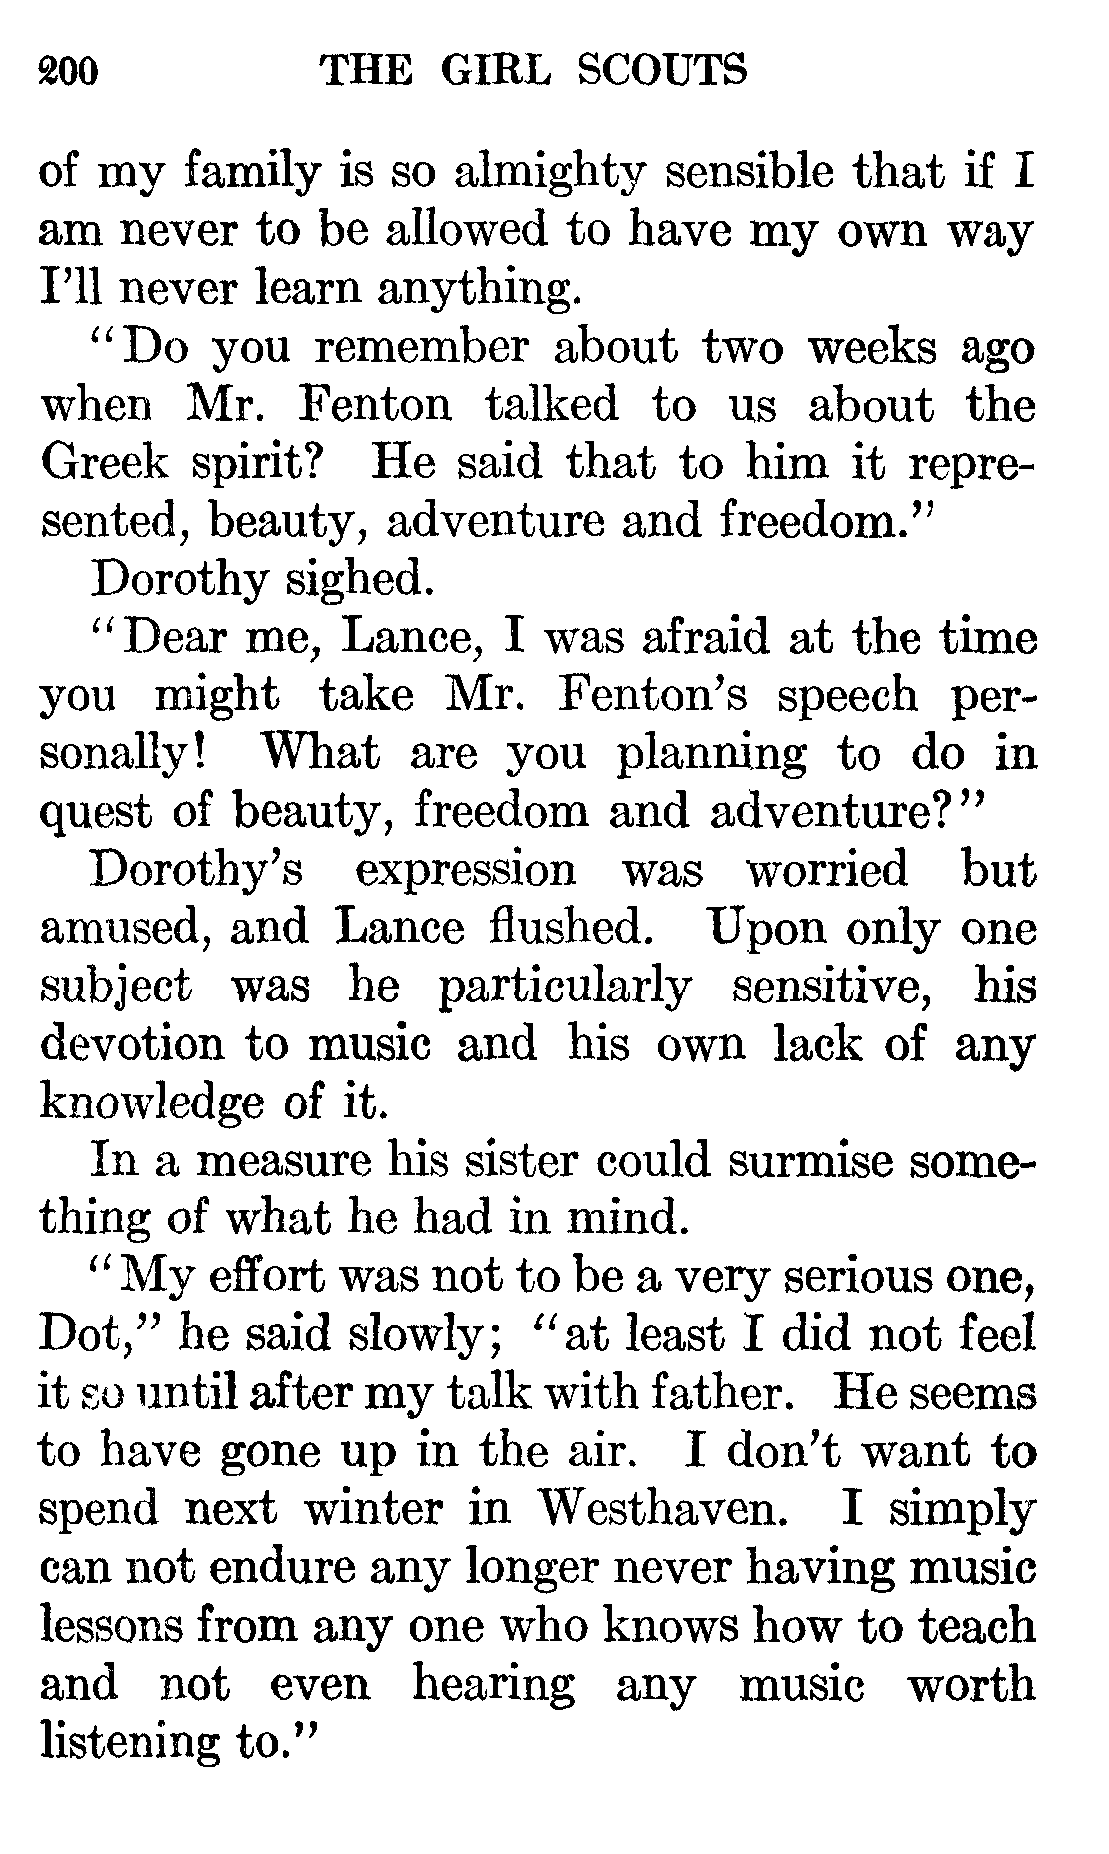 200 THE GIRL SCOUTS
of my family is so almighty sensible that if I
am never to be allowed to have my own way
I'll never learn anything.
“Do you remember about two weeks ago
when Mr. Fenton talked to us about the
Greek spirit? He said that to him it repre-
sented, beauty, adventure and freedom.”
Dorothy sighed.
“Dear me, Lance, I was afraid at the time
you might take Mr. Fenton's speech per-
sonally! What are you planning to do in
quest of beauty, freedom and adventure?”
Dorothy's expression was worried but
amused, and Lance flushed. Upon only one
subject was he particularly sensitive, his
devotion to music and his own lack of any
knowledge of it.
In a measure his sister could surmise some-
thing of what he had in mind.
“My effort was not to be a very serious one,
Dot,” he said slowly; “at least I did not feel
it so until after my talk with father. He seems
to have gone up in the air. I don't want to
spend next winter in Westhaven. I simply
can not endure any longer never having music
lessons from any one who knows how to teach
and not even hearing any music worth
listening to.”